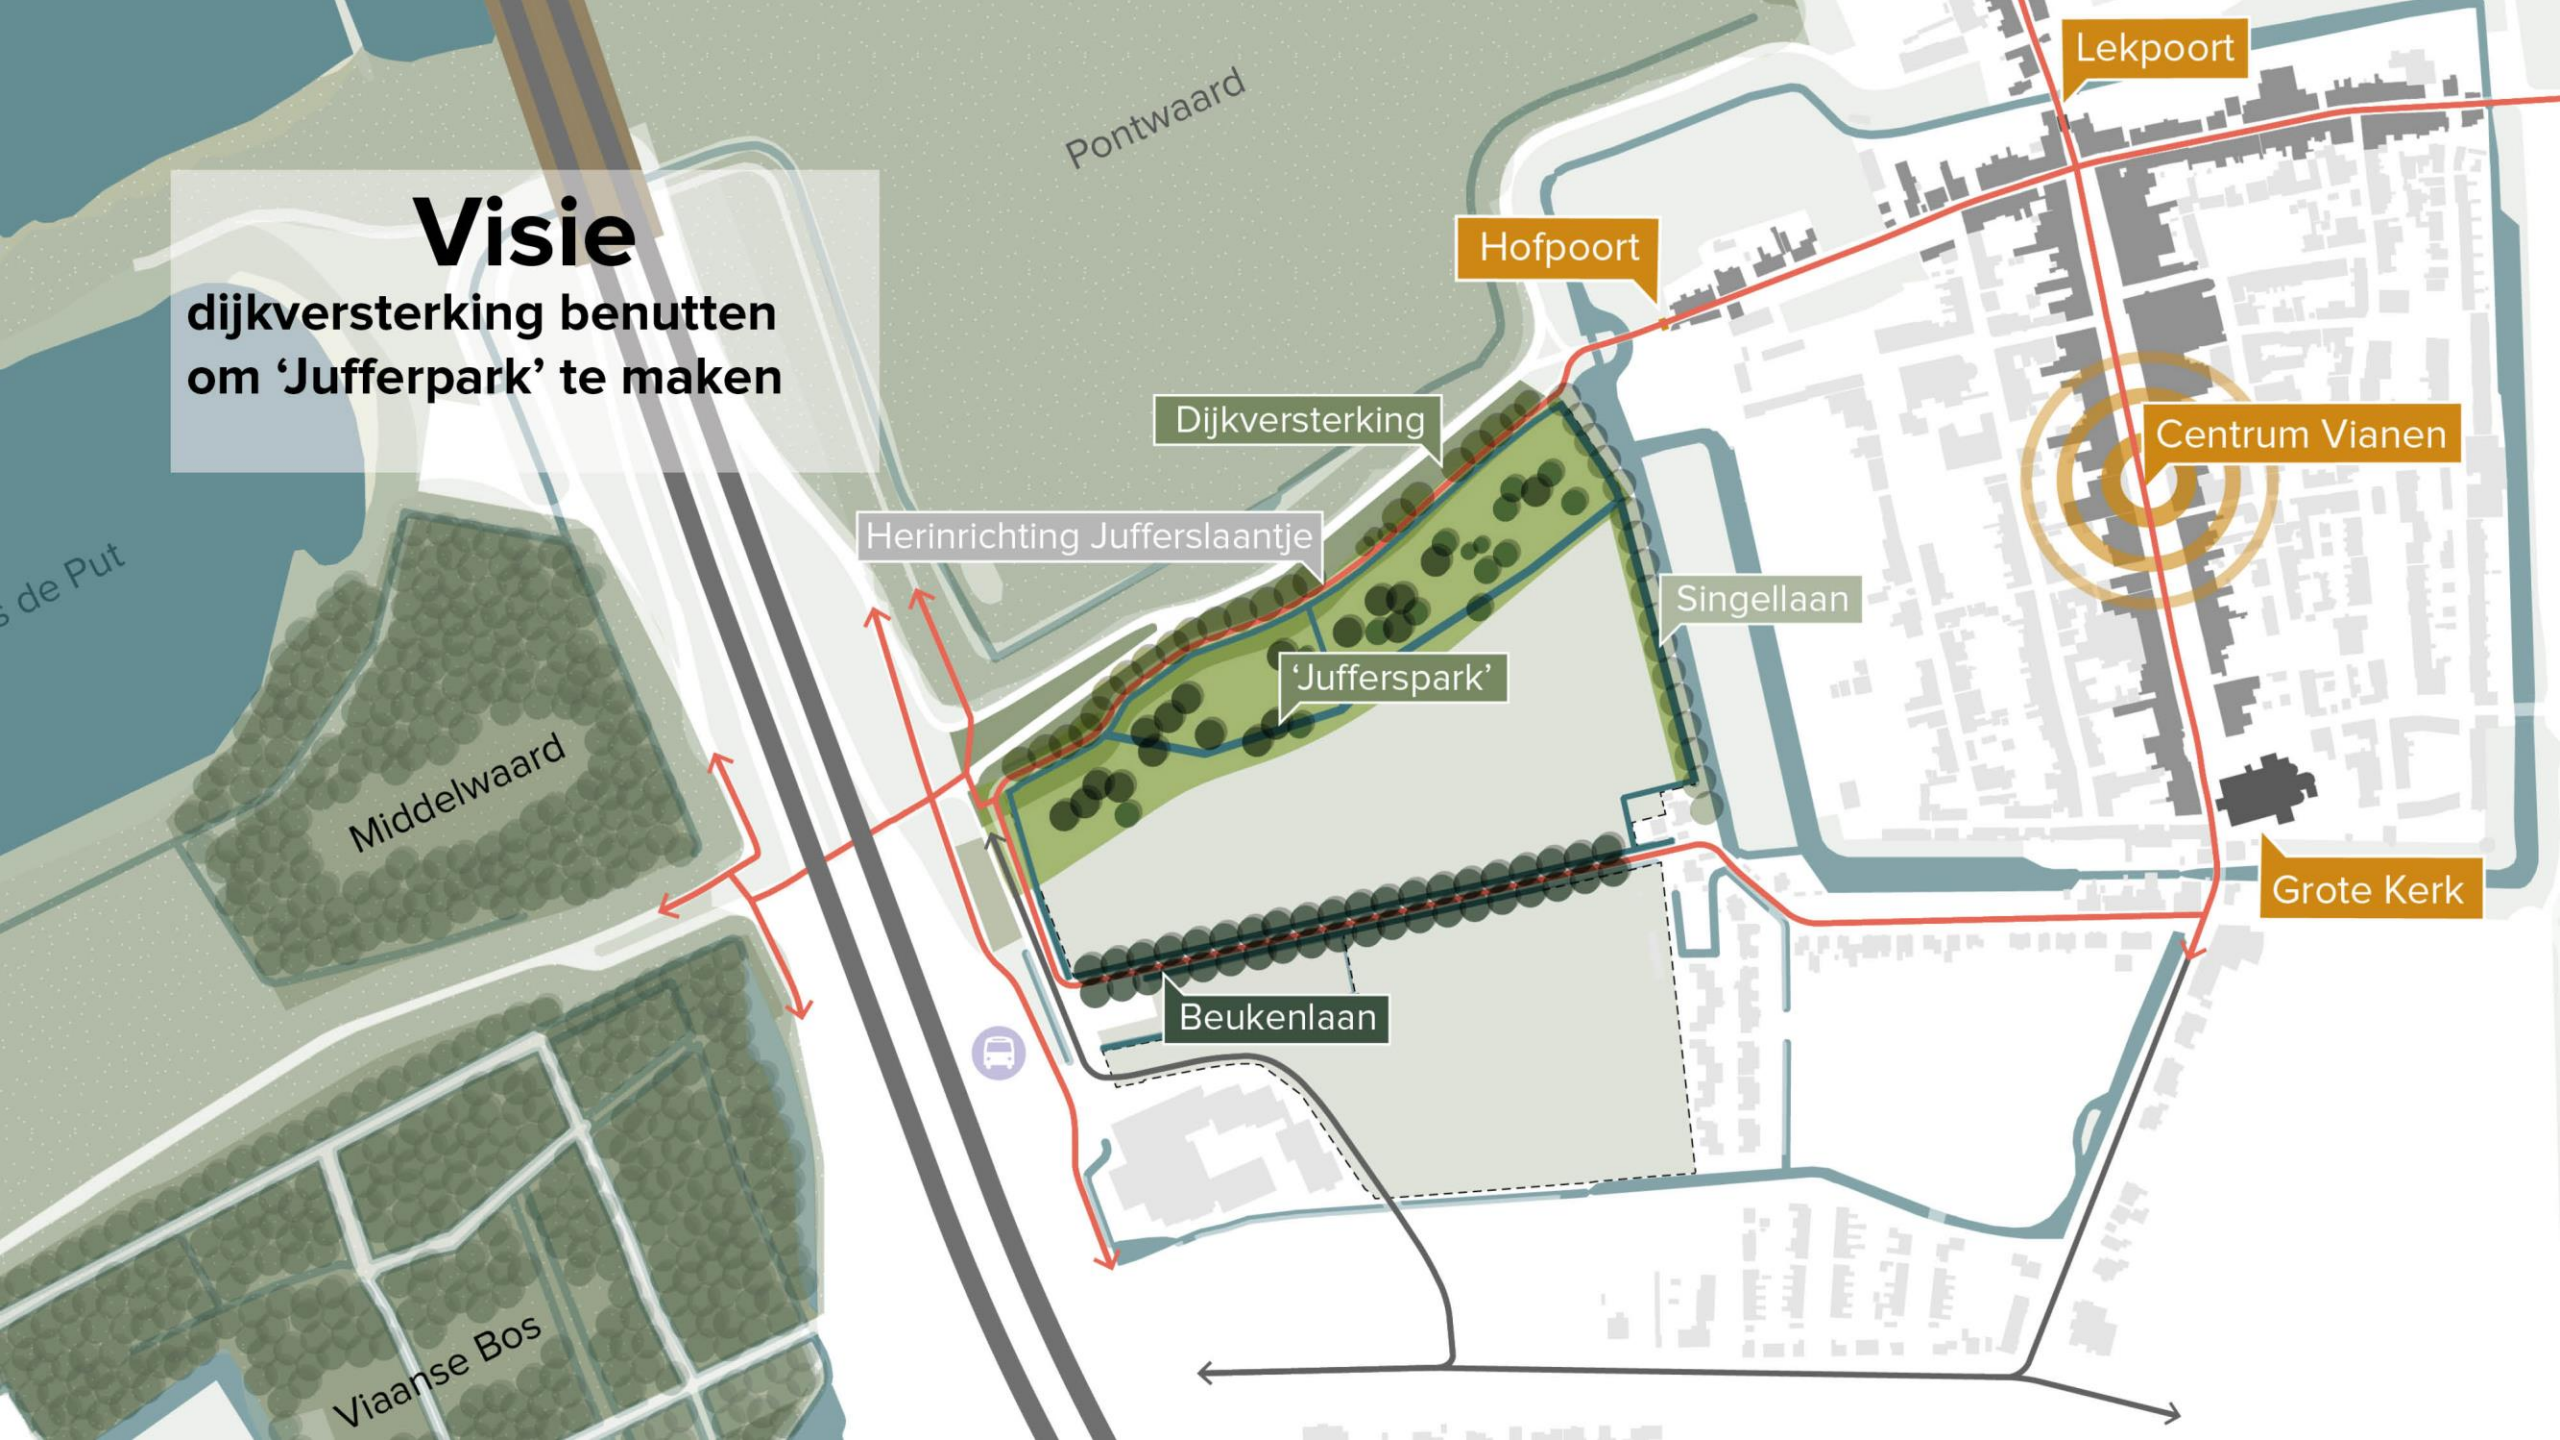 Lekpoort
Pontwaard
Visie
dijkversterking benutten
om ‘Jufferpark’ te maken
Hofpoort
Dijkversterking
Centrum Vianen
Herinrichting Jufferslaantje
s de Put
Singellaan
‘Jufferspark’
Middelwaard
Grote Kerk
Beukenlaan
Viaanse Bos